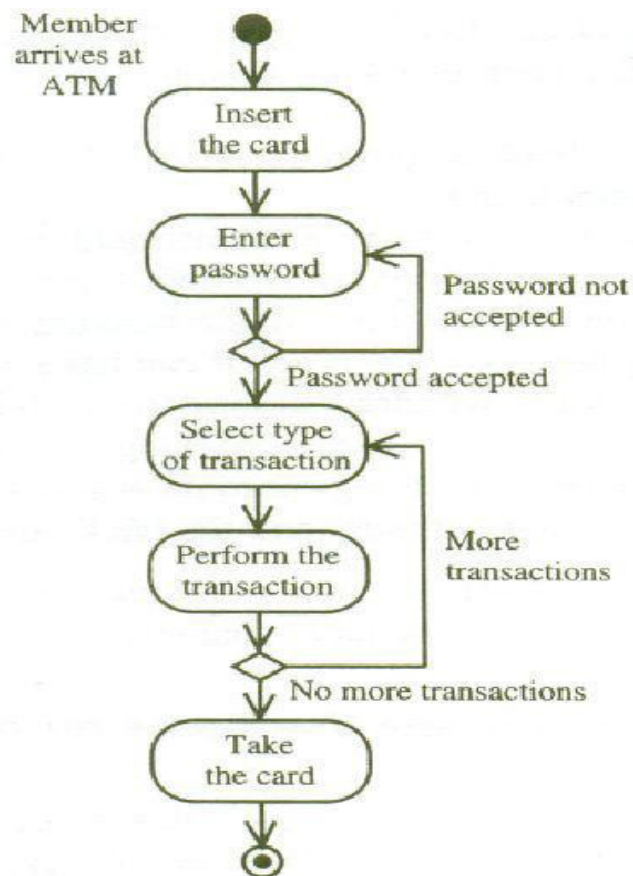 Member
arrives at
ATM
Insert
the card
Enter
password
Password not
accepted
Password accepted
Select type
of transaction
More
transactions
Perform the
transaction
No more transactions
Take
the card